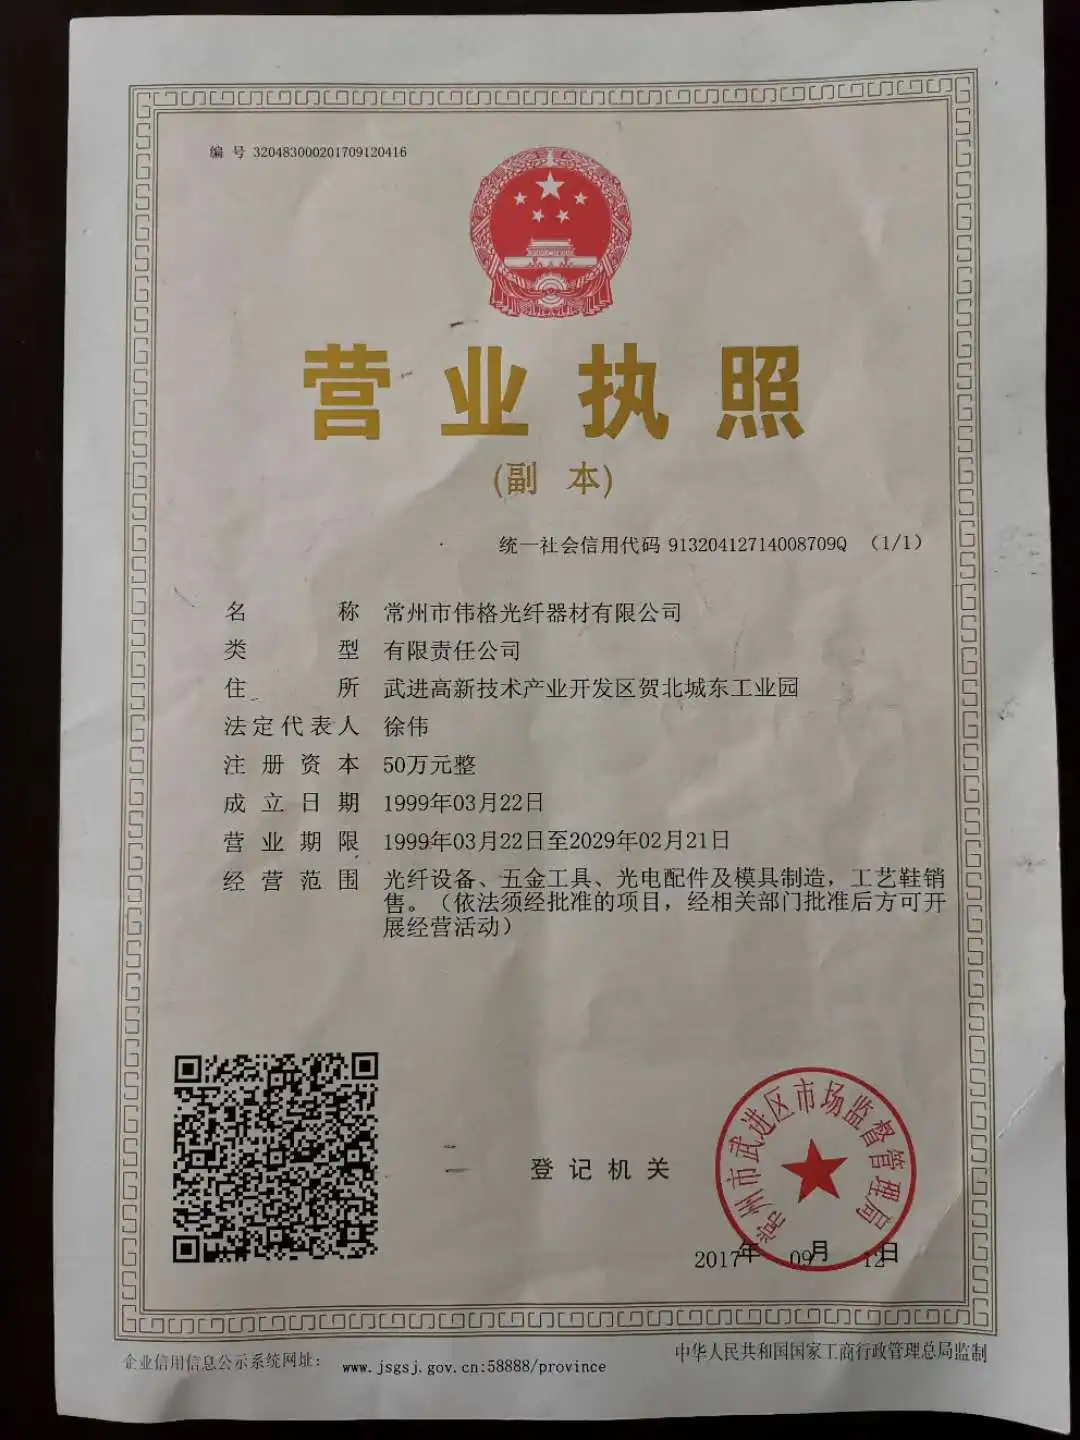 编 号 320483000201709120416
营业执照
(副 本)
统一社会信用代码 91320412714008709Q （1/1）
名称 常州市伟格光纤器材有限公司
类型 有限责任公司
住所 武进高新技术产业开发区贺北城东工业园
法定代表人 徐伟
注册资本 50万元整
成立日期 1999年03月22日
营业期限 1999年03月22日至2029年02月21日
经营范围 光纤设备、五金工具、光电配件及模具制造，工艺鞋销
售。（依法须经批准的项目，经相关部门批准后方可开
展经营活动）
登记机关
常州市武进区市场监督管理局
2017年 09月 12日
企业信用信息公示系统网址： www.jsgsj.gov.cn:58888/province
中华人民共和国国家工商行政管理总局监制